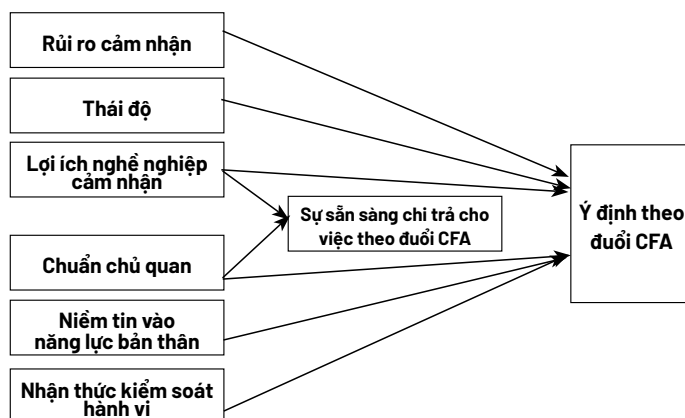 Rủi ro cảm nhận
Thái độ
Lợi ích nghề nghiệp
cảm nhận
Sự sẵn sàng chi trả cho
việc theo đuổi CFA
Ý định theo
đuổi CFA
Chuẩn chủ quan
Niềm tin vào
năng lực bản thân
Nhận thức kiểm soát
hành vi